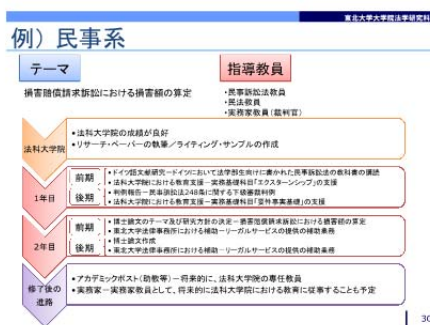 東北大学大学院法学研究科
例）民事系
テーマ
指導教員
損害賠償請求訴訟における損害額の算定
・民事訴訟法教員
・民法教員
・実務家教員（裁判官）
法科大学院
・法科大学院の成績が良好
・リサーチ・ペーパーの執筆／ライティング・サンプルの作成
1年目
前期
・ドイツ語文献研究－ドイツにおいて法学部生向けに書かれた民事訴訟法の教科書の講読
・法科大学院における教育支援－実務基礎科目「エクスターンシップ」の支援
後期
・判例報告－民事訴訟法248条に関する下級審裁判例
・法科大学院における教育支援－実務基礎科目「要件事実基礎」の支援
2年目
前期
・博士論文のテーマ及び研究方針の決定－損害賠償請求訴訟における損害額の算定
・東北大学法律事務所における補助－リーガルサービスの提供の補助業務
後期
・博士論文作成
・東北大学法律事務所における補助－リーガルサービスの提供の補助業務
修了後の
進路
・アカデミックポスト（助教等）－将来的に、法科大学院の専任教員
・実務家－実務家教員として、将来的に法科大学院における教育に従事することも予定
30